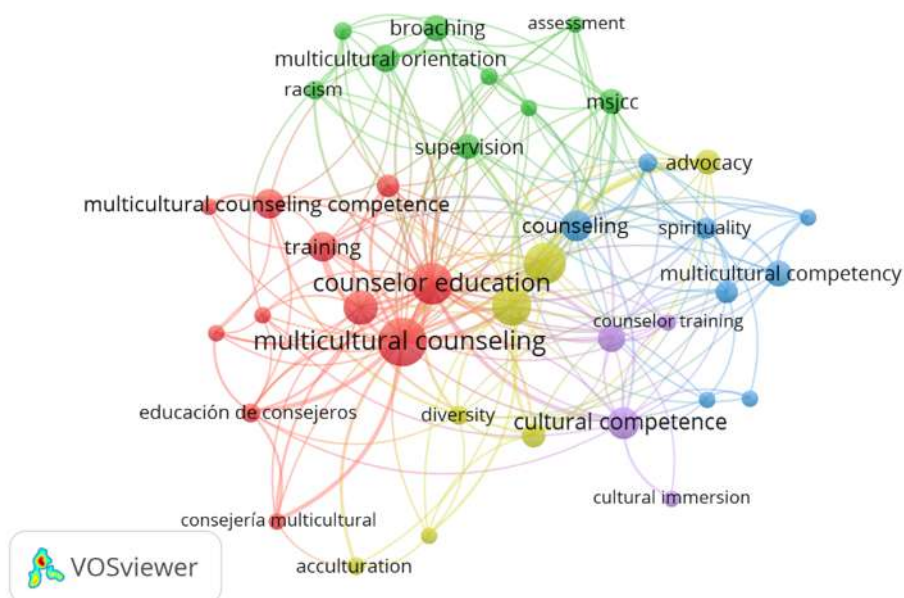 broaching
assessment
multicultural orientation
racism
msjcc
supervision
advocacy
multicultural counseling competence
counseling
spirituality
training
multicultural competency
counselor education
counselor training
multicultural counseling
educación de consejeros
diversity
cultural competence
cultural immersion
consejería multicultural
acculturation
VOSviewer